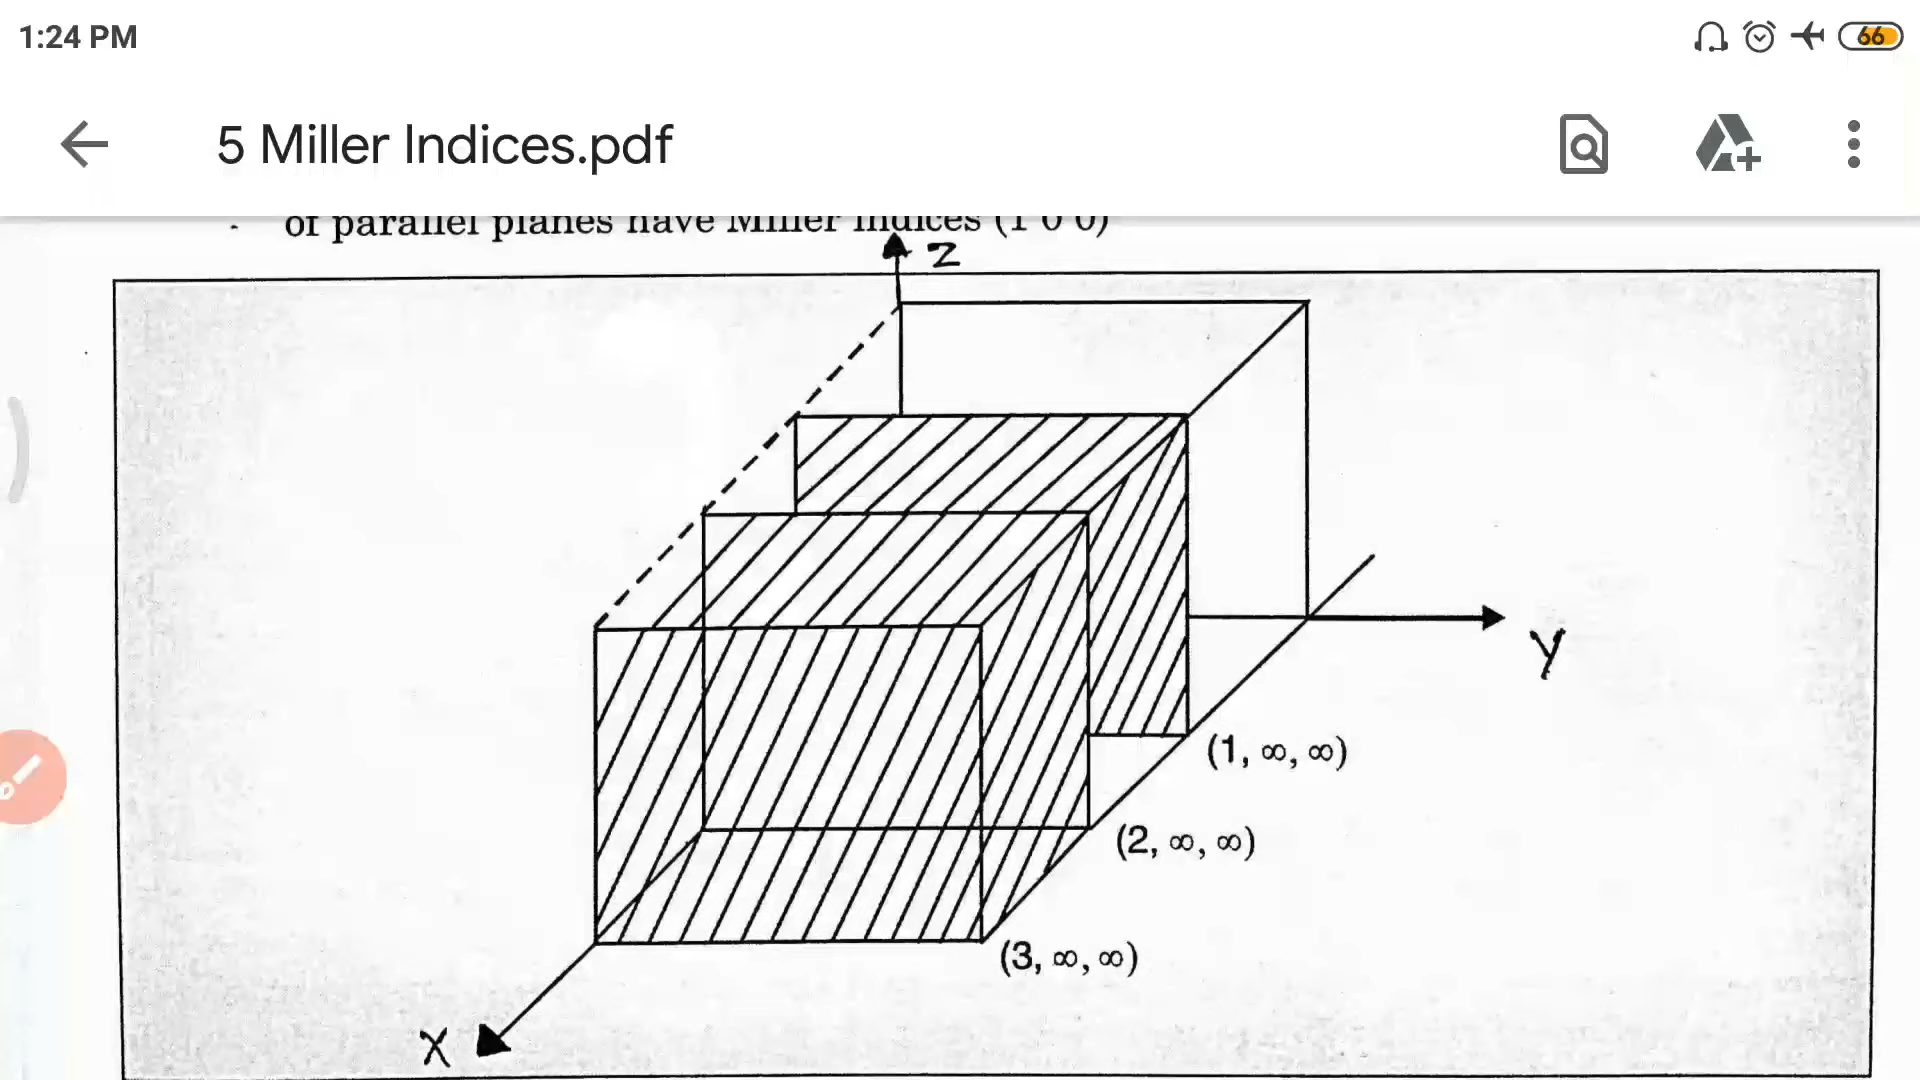 1:24 PM
66
5 Miller Indices.pdf
of parallel planes have Miller indices (1 0 0)
Z
Y
(1, ∞, ∞)
(2, ∞, ∞)
(3, ∞, ∞)
X